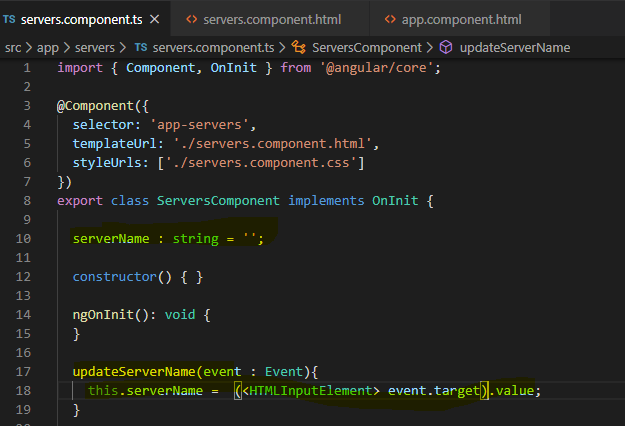 TS servers.component.ts × <> servers.component.html <> app.component.html
src > app > servers > TS servers.component.ts > ServersComponent > updateServerName
1 import { Component, OnInit } from '@angular/core';
2
3 @Component({
4 selector: 'app-servers',
5 templateUrl: './servers.component.html',
6 styleUrls: ['./servers.component.css']
7 })
8 export class ServersComponent implements OnInit {
9
10 serverName : string = '';
11
12 constructor() { }
13
14 ngOnInit(): void {
15 }
16
17 updateServerName(event : Event){
18 this.serverName = (<HTMLInputElement> event.target).value;
19 }